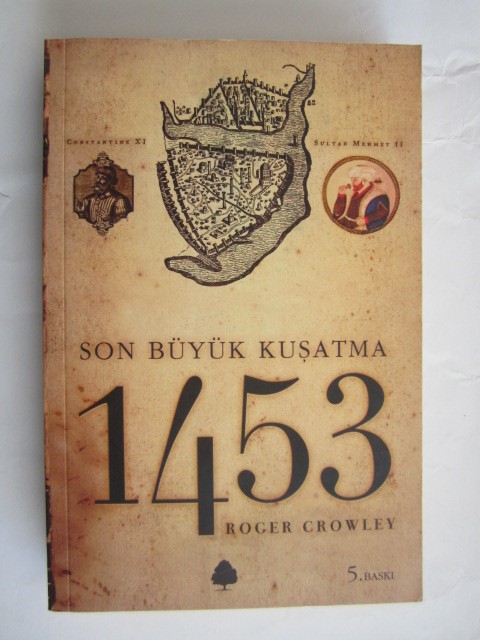 CONSTANTINE XI
SULTAN MEHMET II
SON BÜYÜK KUŞATMA
1453
ROGER CROWLEY
5. BASKI